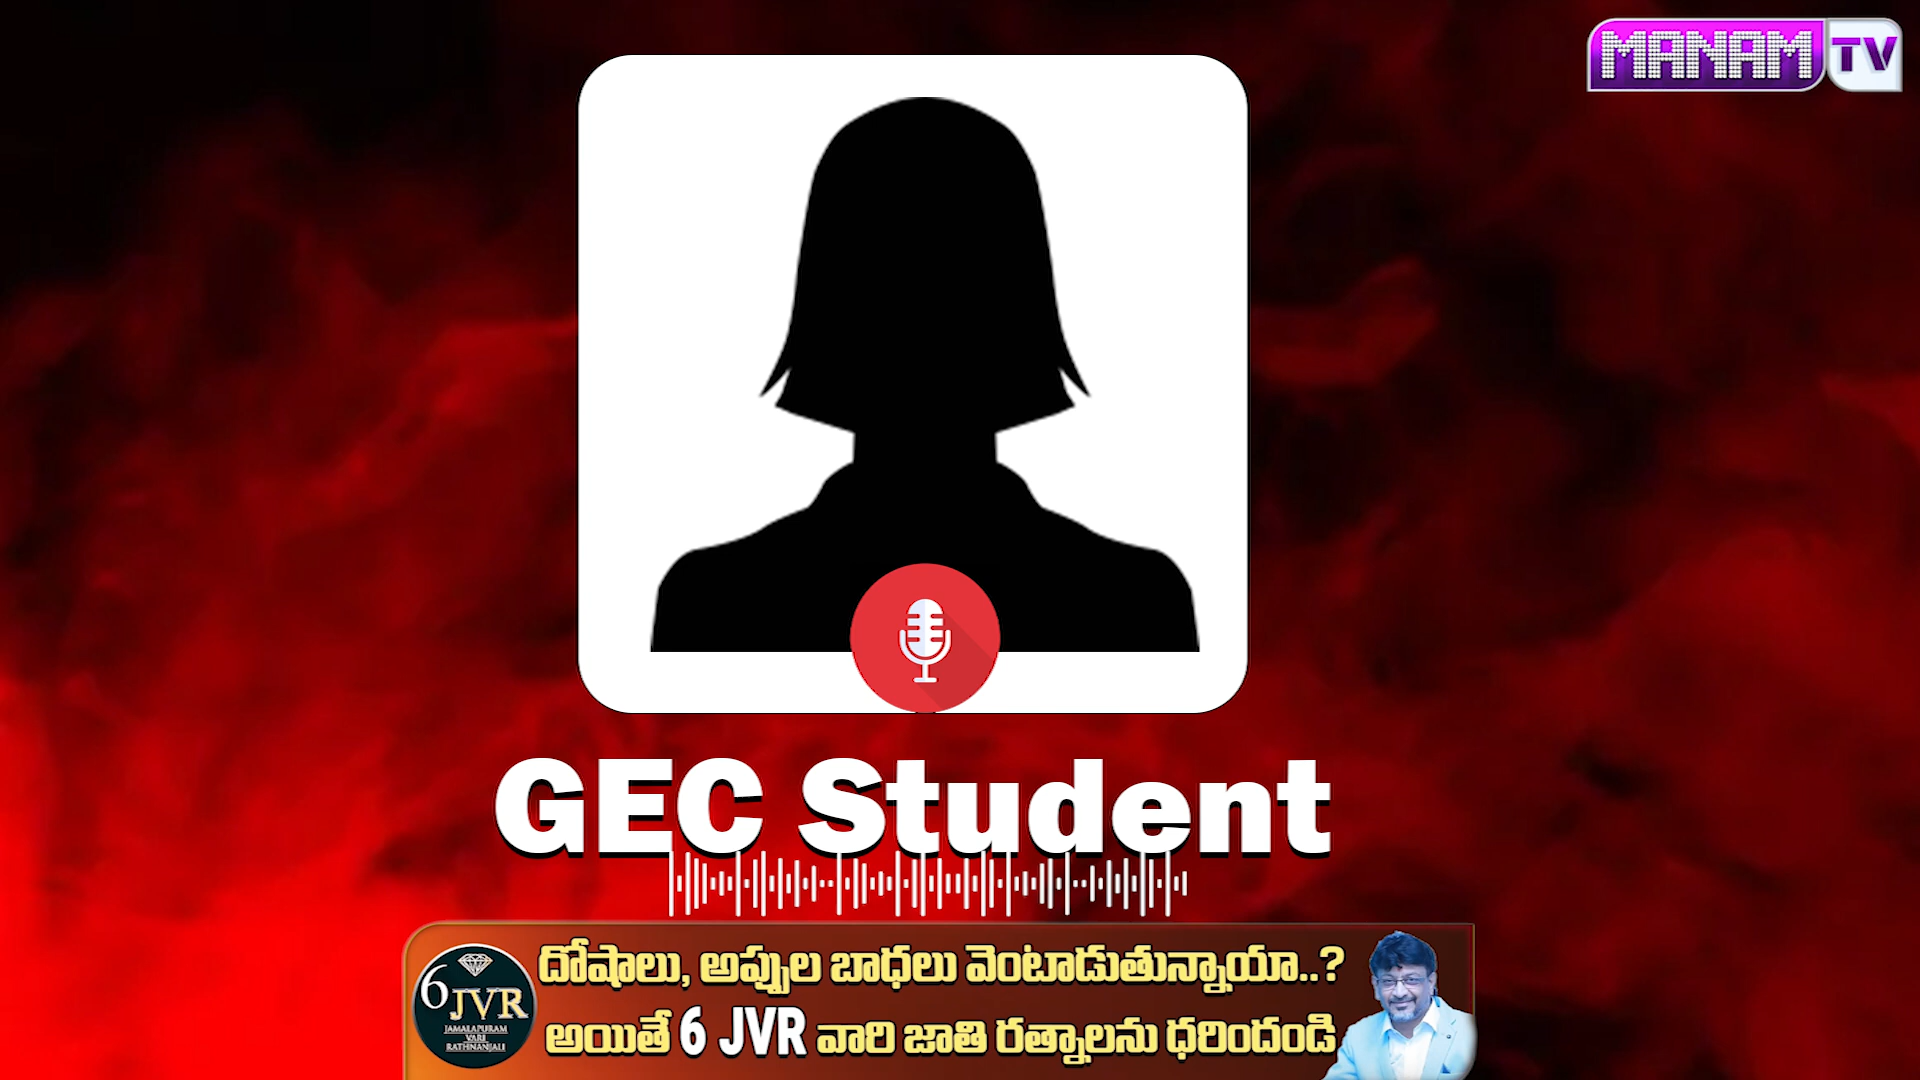 MANAM TV
GEC Student
దోషాలు, అప్పుల బాధలు వెంటాడుతున్నాయా..?
అయితే 6 JVR వారి జాతి రత్నాలను ధరించండి
6 JVR
JAMALAPURAM
VARI
RATHNANJALI